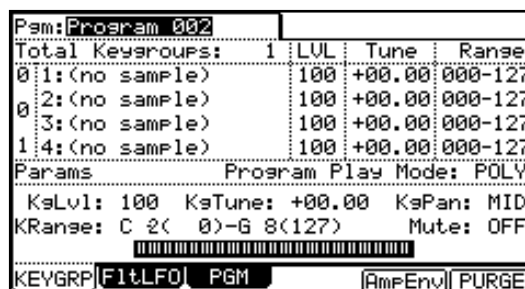 Pgm:Program 002
Total Keygroups: 1 LVL Tune Range
0 1:(no sample) 100 +00.00 000-127
2:(no sample) 100 +00.00 000-127
0
3:(no sample) 100 +00.00 000-127
1 4:(no sample) 100 +00.00 000-127
Params Program Play Mode: POLY
KgLvl: 100 KgTune: +00.00 KgPan: MID
KRange: C 2( 0)-G 8(127) Mute: OFF
KEYGRP FltLFO PGM AmpEnv PURGE